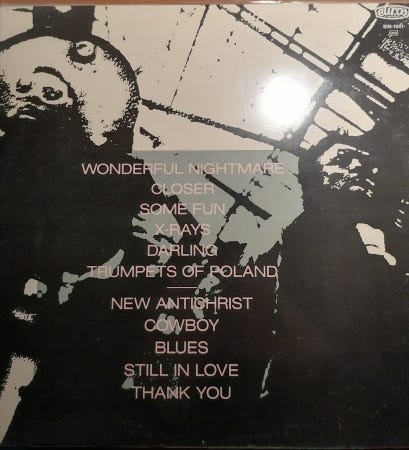 euros
WONDERFUL NIGHTMARE
CLOSER
SOME FUN
X-RAYS
DARLING
TRUMPETS OF POLAND
NEW ANTICHRIST
COWBOY
BLUES
STILL IN LOVE
THANK YOU